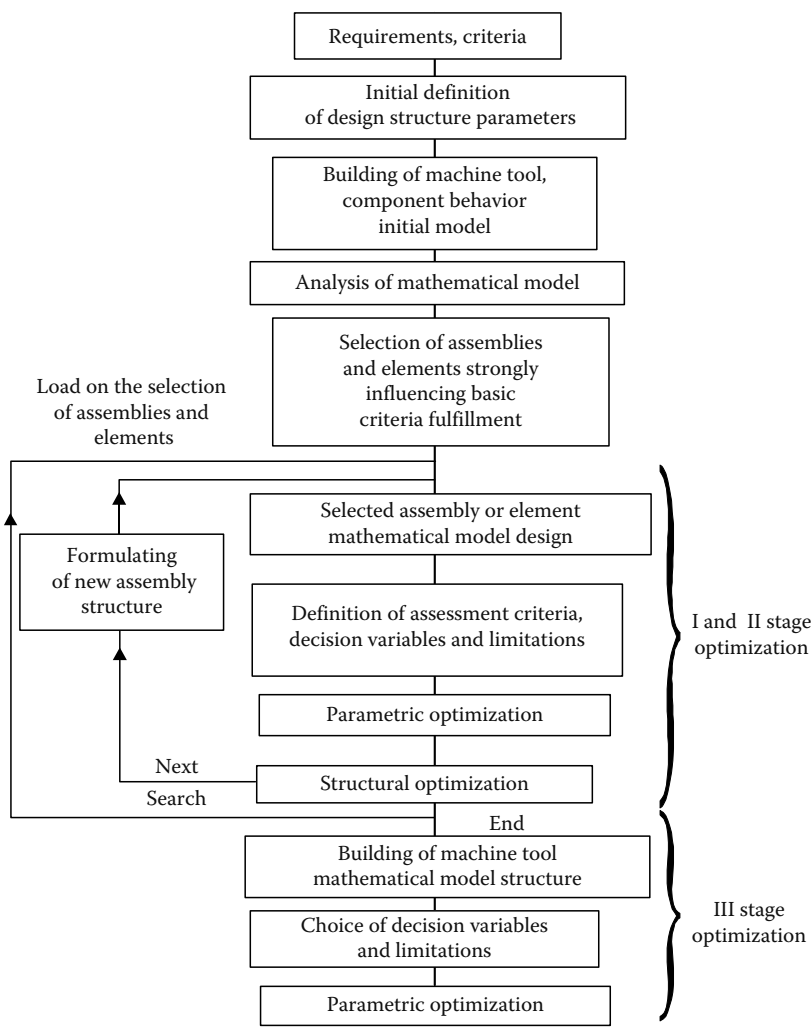 Requirements, criteria
Initial definition
of design structure parameters
Building of machine tool,
component behavior
initial model
Analysis of mathematical model
Selection of assemblies
and elements strongly
influencing basic
criteria fulfillment
Load on the selection
of assemblies and
elements
Selected assembly or element
mathematical model design
Formulating
of new assembly
structure
Definition of assessment criteria,
decision variables and limitations
I and II stage
optimization
Parametric optimization
Next
Search
Structural optimization
End
Building of machine tool
mathematical model structure
Choice of decision variables
and limitations
III stage
optimization
Parametric optimization